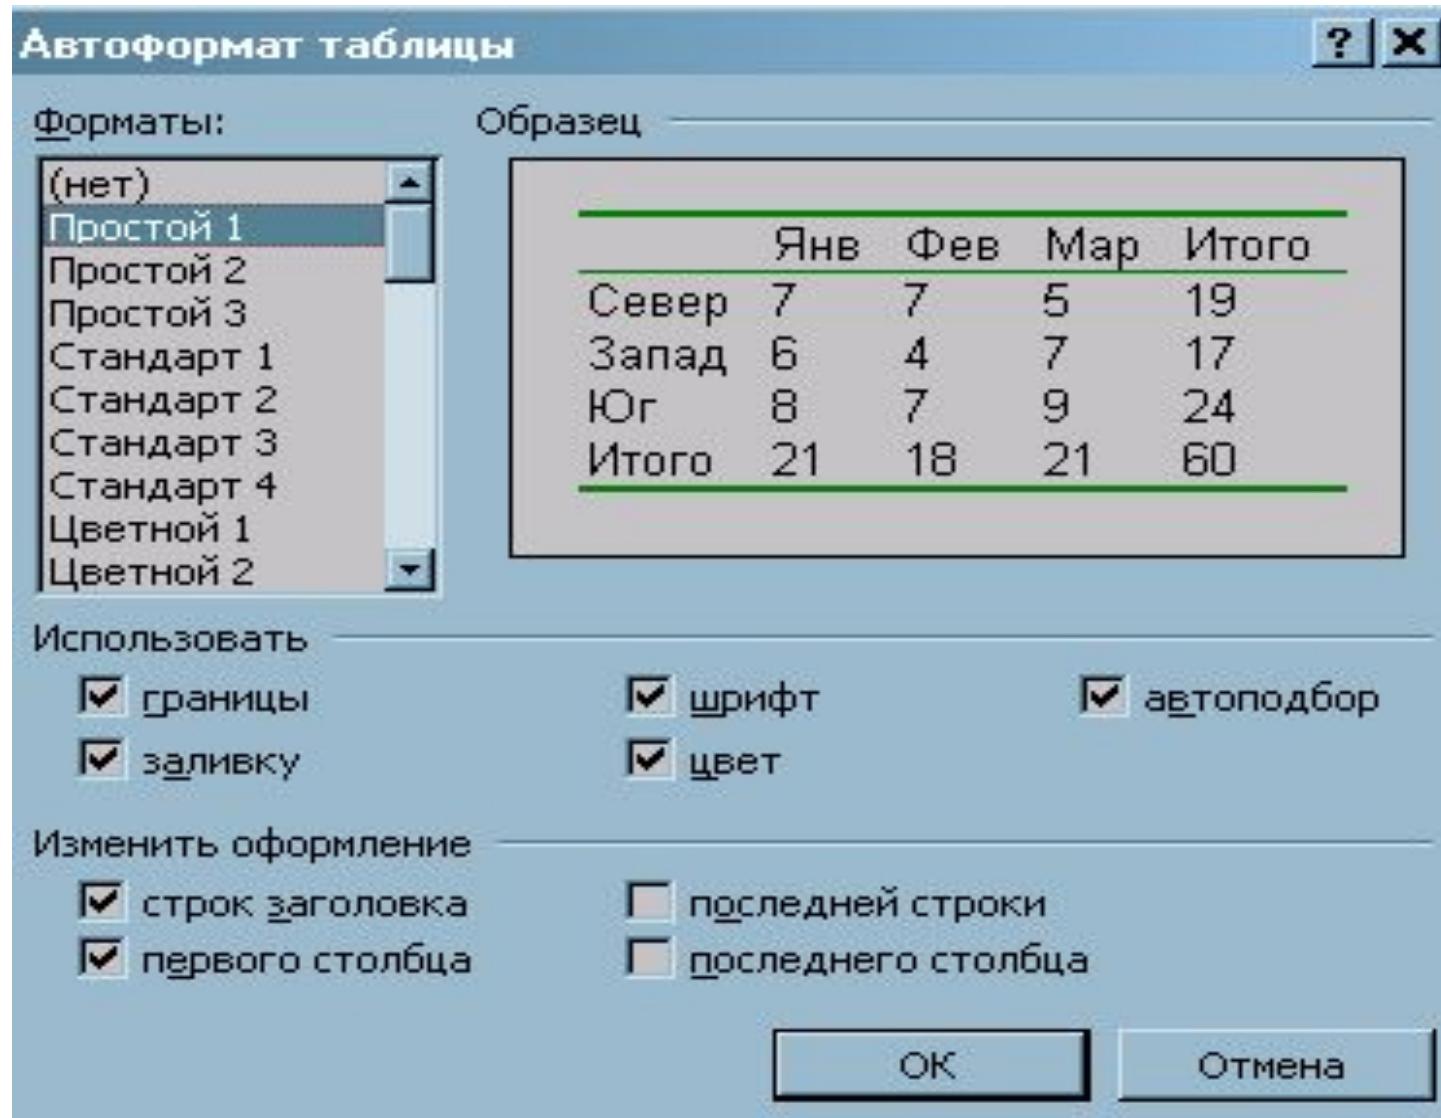 Автоформат таблицы
Форматы:
(нет)
Простой 1
Простой 2
Простой 3
Стандарт 1
Стандарт 2
Стандарт 3
Стандарт 4
Цветной 1
Цветной 2
Образец
Янв Фев Мар Итого
Север 7 7 5 19
Запад 6 4 7 17
Юг 8 7 9 24
Итого 21 18 21 60
Использовать
границы шрифт автоподбор
заливку цвет
Изменить оформление
строк заголовка последней строки
первого столбца последнего столбца
ОК Отмена